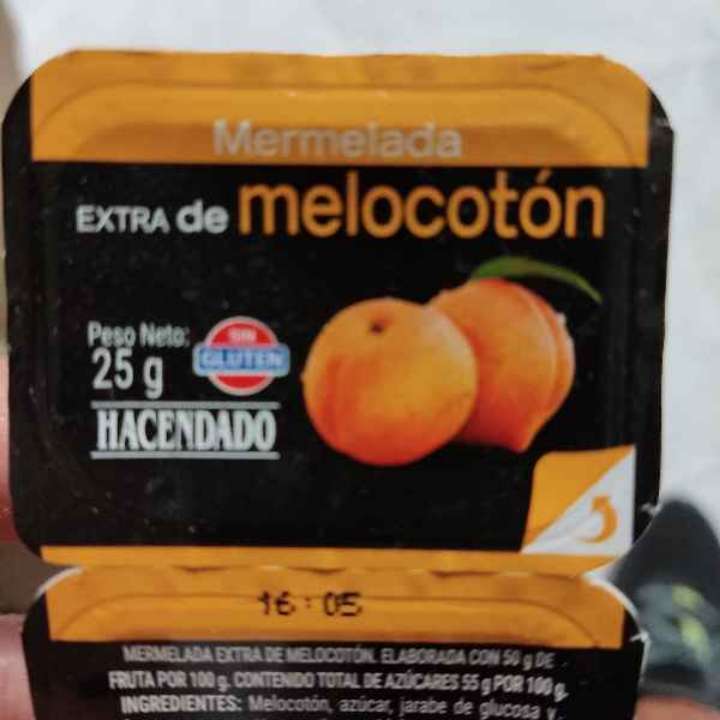 Mermelada
EXTRA de melocotón
Peso Neto:
25 g
SIN
GLUTEN
HACENDADO
16:05
MERMELADA EXTRA DE MELOCOTÓN. ELABORADA CON 50 g DE
FRUTA POR 100 g. CONTENIDO TOTAL DE AZÚCARES 55 g POR 100 g.
INGREDIENTES: Melocotón, azúcar, jarabe de glucosa y